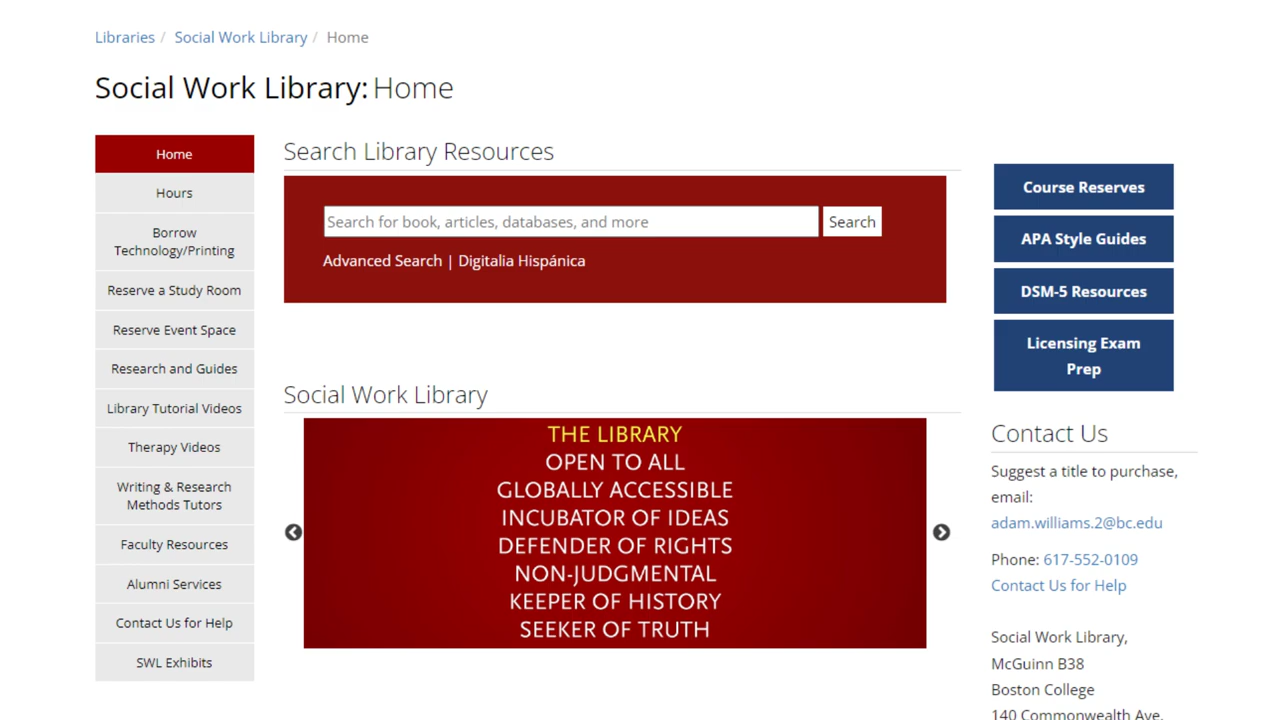 Libraries / Social Work Library / Home
Social Work Library: Home
Home
Hours
Borrow
Technology/Printing
Reserve a Study Room
Reserve Event Space
Research and Guides
Library Tutorial Videos
Therapy Videos
Writing & Research
Methods Tutors
Faculty Resources
Alumni Services
Contact Us for Help
SWL Exhibits
Search Library Resources
Search for book, articles, databases, and more
Search
Advanced Search | Digitalia Hispánica
Social Work Library
THE LIBRARY
OPEN TO ALL
GLOBALLY ACCESSIBLE
INCUBATOR OF IDEAS
DEFENDER OF RIGHTS
NON-JUDGMENTAL
KEEPER OF HISTORY
SEEKER OF TRUTH
Course Reserves
APA Style Guides
DSM-5 Resources
Licensing Exam
Prep
Contact Us
Suggest a title to purchase,
email:
adam.williams.2@bc.edu
Phone: 617-552-0109
Contact Us for Help
Social Work Library,
McGuinn B38
Boston College
140 Commonwealth Ave.